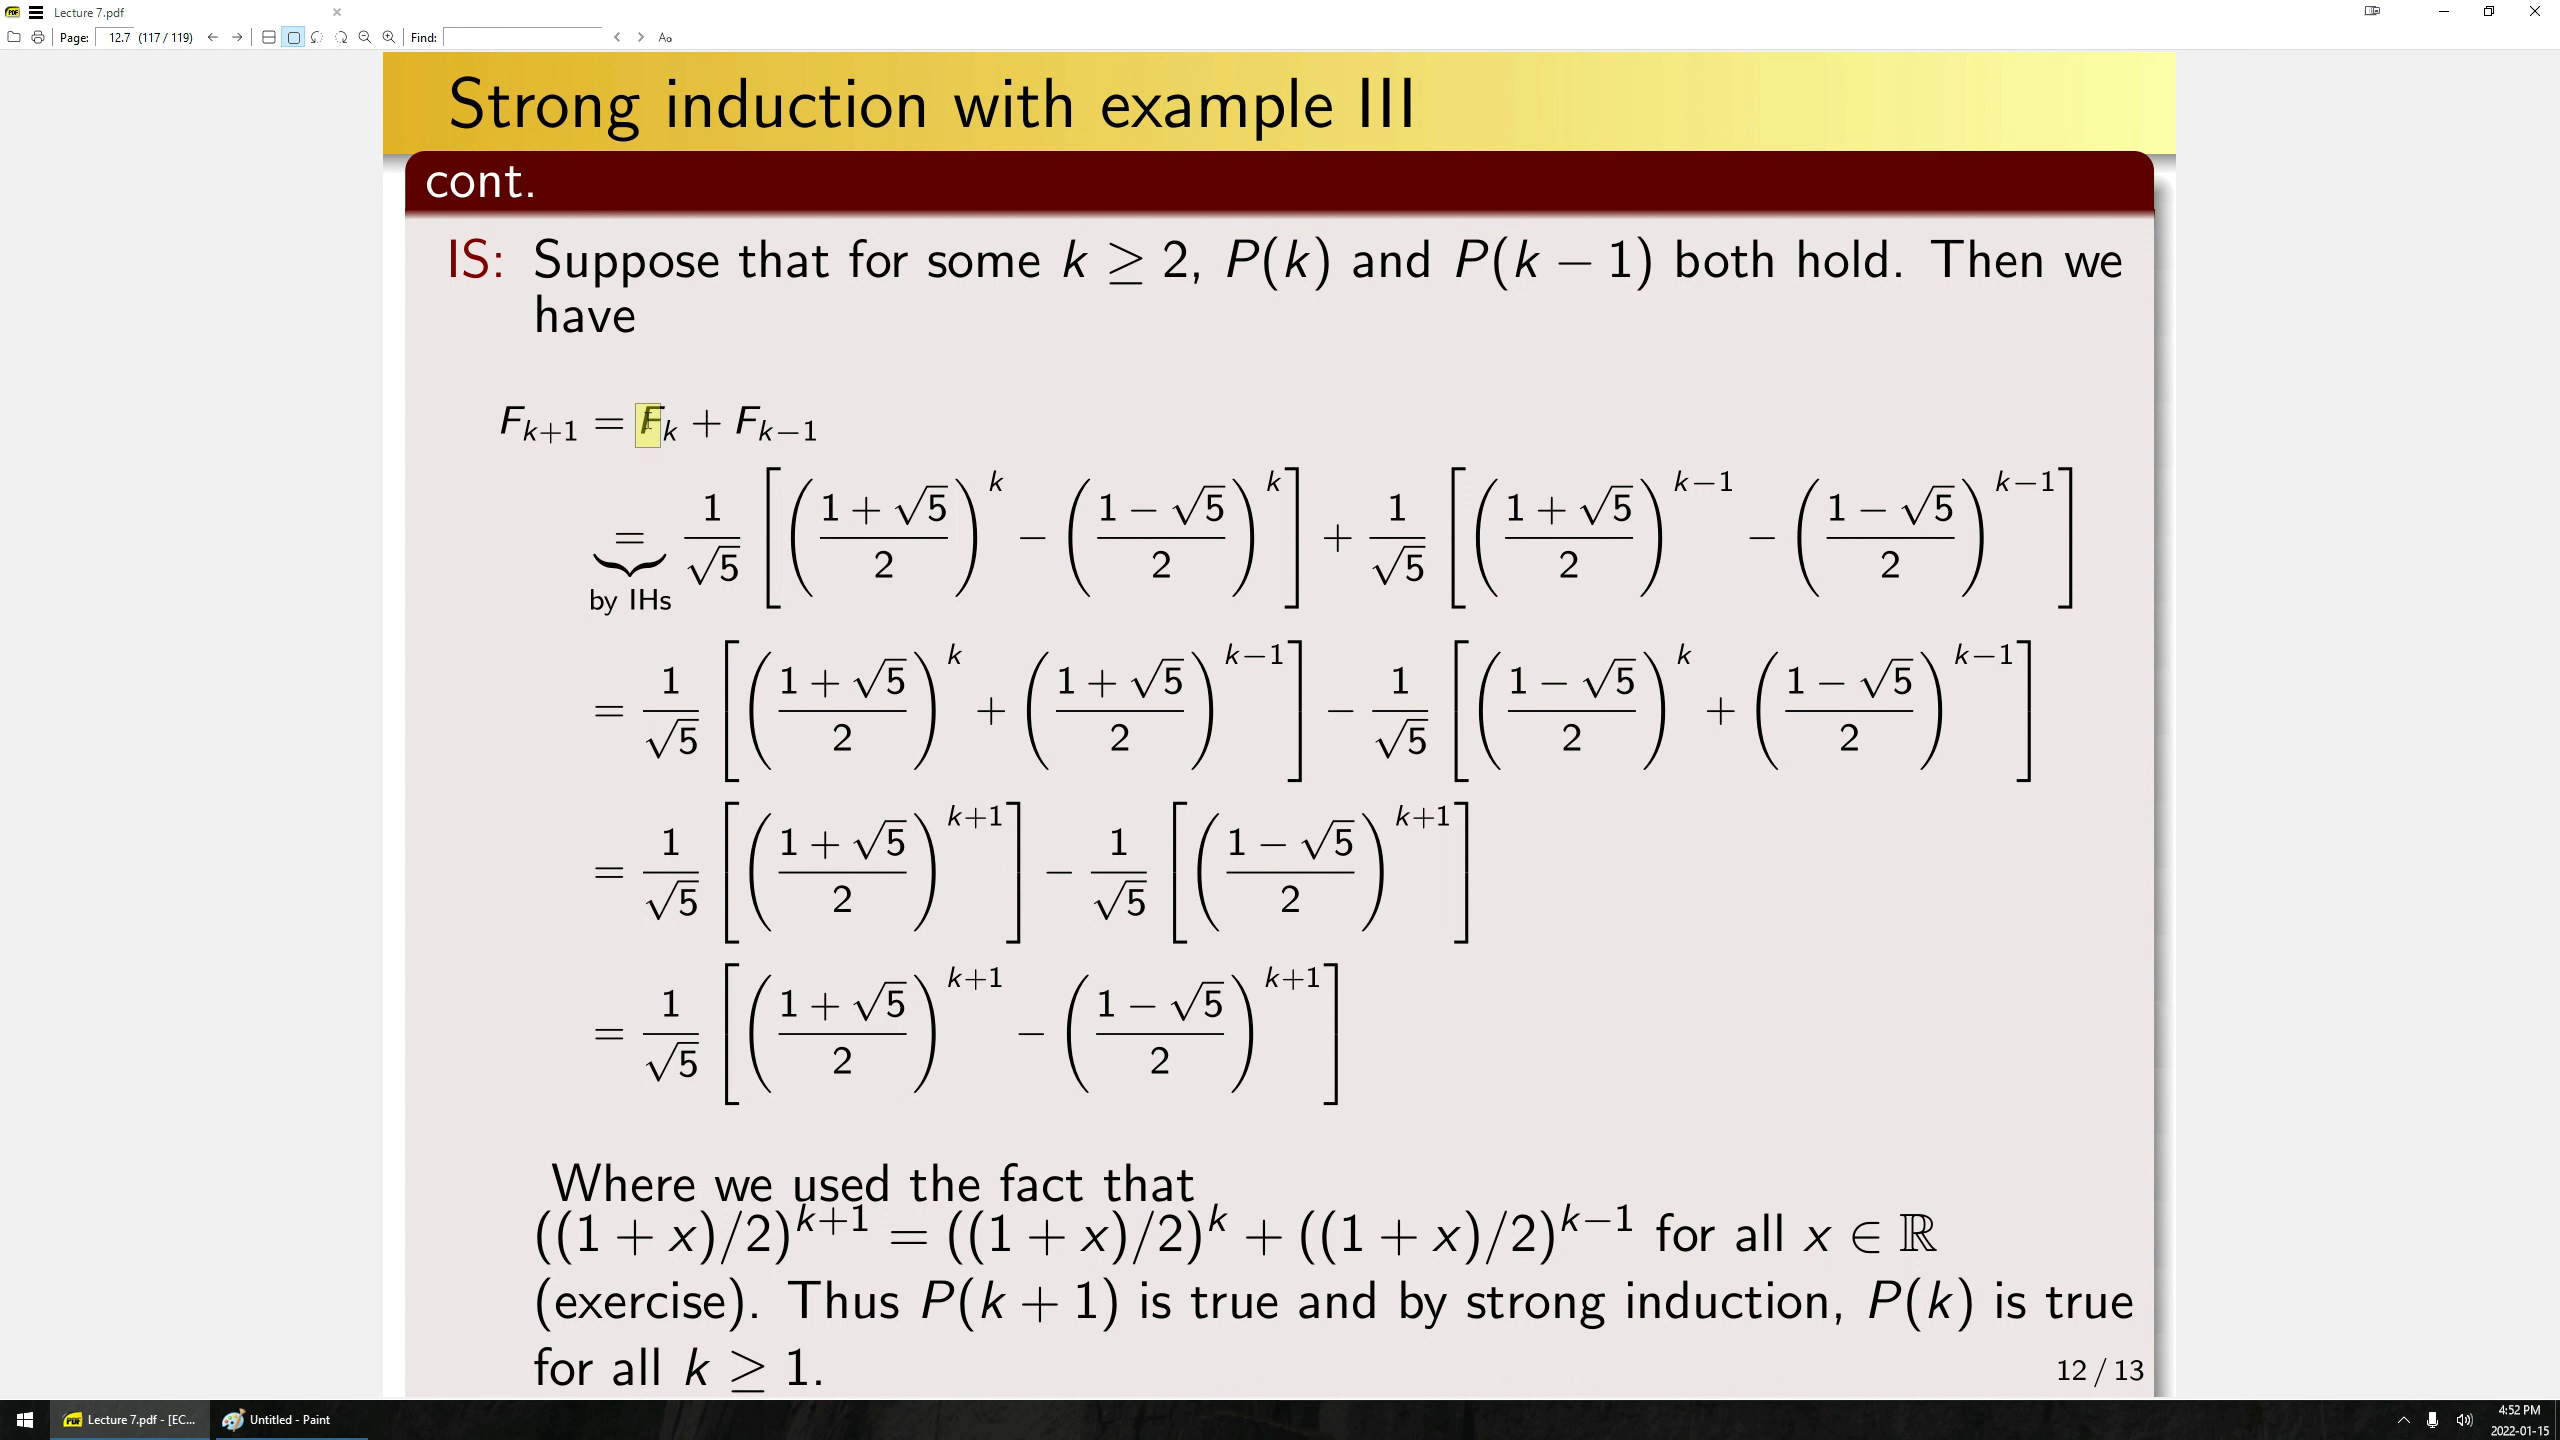 Lecture 7.pdf
Page: 12.7 (117 / 119) Find: Aa
Strong induction with example III
cont.
IS: Suppose that for some k ≥ 2, P(k) and P(k − 1) both hold. Then we
have
F_{k+1} = F_k + F_{k−1}
= 1/√5 [((1 + √5)/2)^k − ((1 − √5)/2)^k] + 1/√5 [((1 + √5)/2)^{k−1} − ((1 − √5)/2)^{k−1}]
by IHs
= 1/√5 [((1 + √5)/2)^k + ((1 + √5)/2)^{k−1}] − 1/√5 [((1 − √5)/2)^k + ((1 − √5)/2)^{k−1}]
= 1/√5 [((1 + √5)/2)^{k+1}] − 1/√5 [((1 − √5)/2)^{k+1}]
= 1/√5 [((1 + √5)/2)^{k+1} − ((1 − √5)/2)^{k+1}]
Where we used the fact that
((1 + x)/2)^{k+1} = ((1 + x)/2)^k + ((1 + x)/2)^{k−1} for all x ∈ ℝ
(exercise). Thus P(k + 1) is true and by strong induction, P(k) is true
for all k ≥ 1.
12 / 13
Lecture 7.pdf - [EC... Untitled - Paint
4:52 PM
2022-01-15